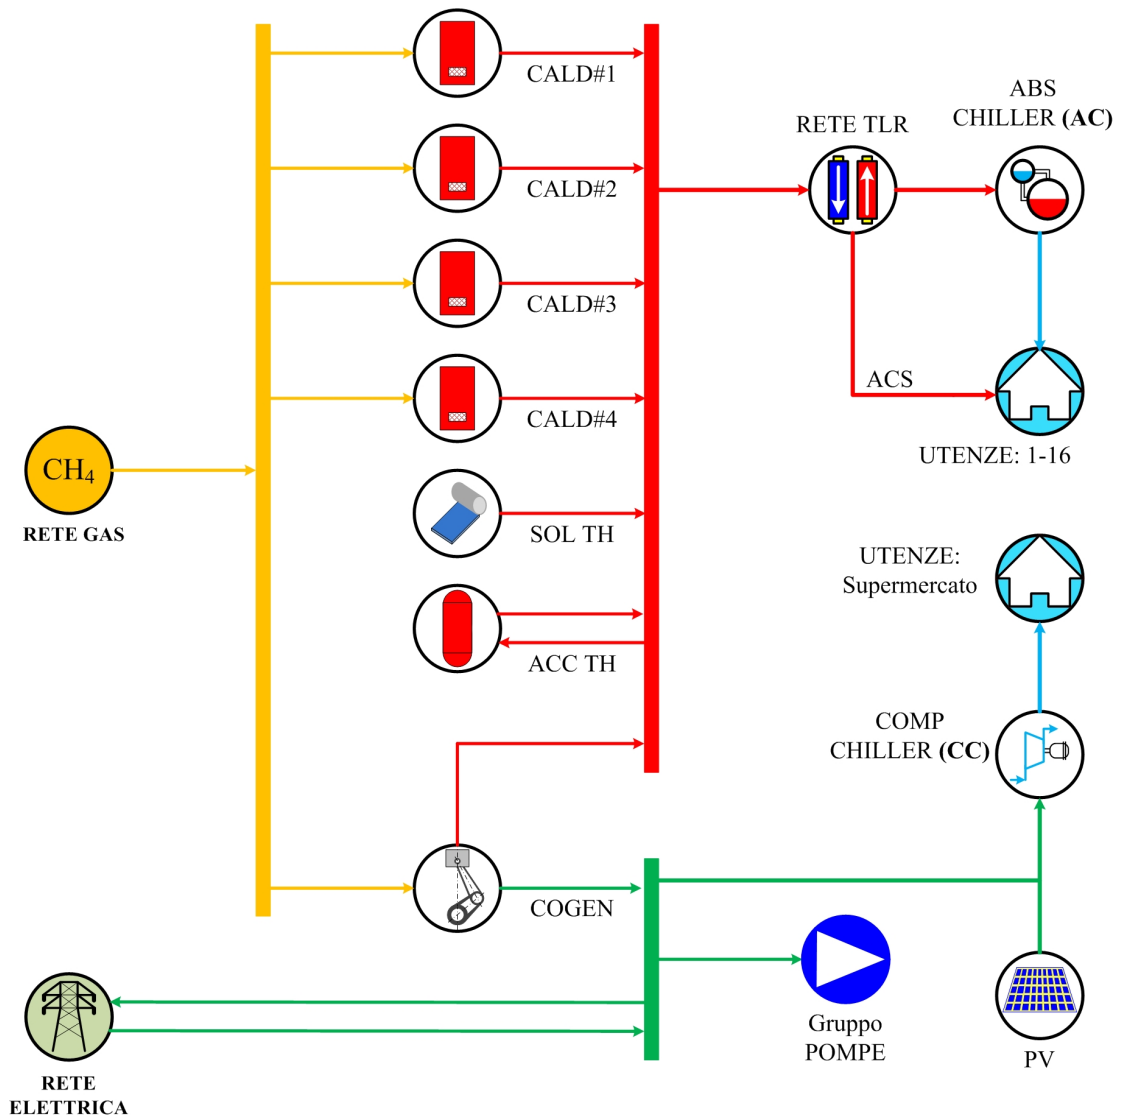 CALD#1
ABS
CHILLER (AC)
RETE TLR
CALD#2
CALD#3
ACS
CALD#4
UTENZE: 1-16
CH₄
RETE GAS
SOL TH
UTENZE:
Supermercato
ACC TH
COMP
CHILLER (CC)
COGEN
Gruppo
POMPE
PV
RETE
ELETTRICA